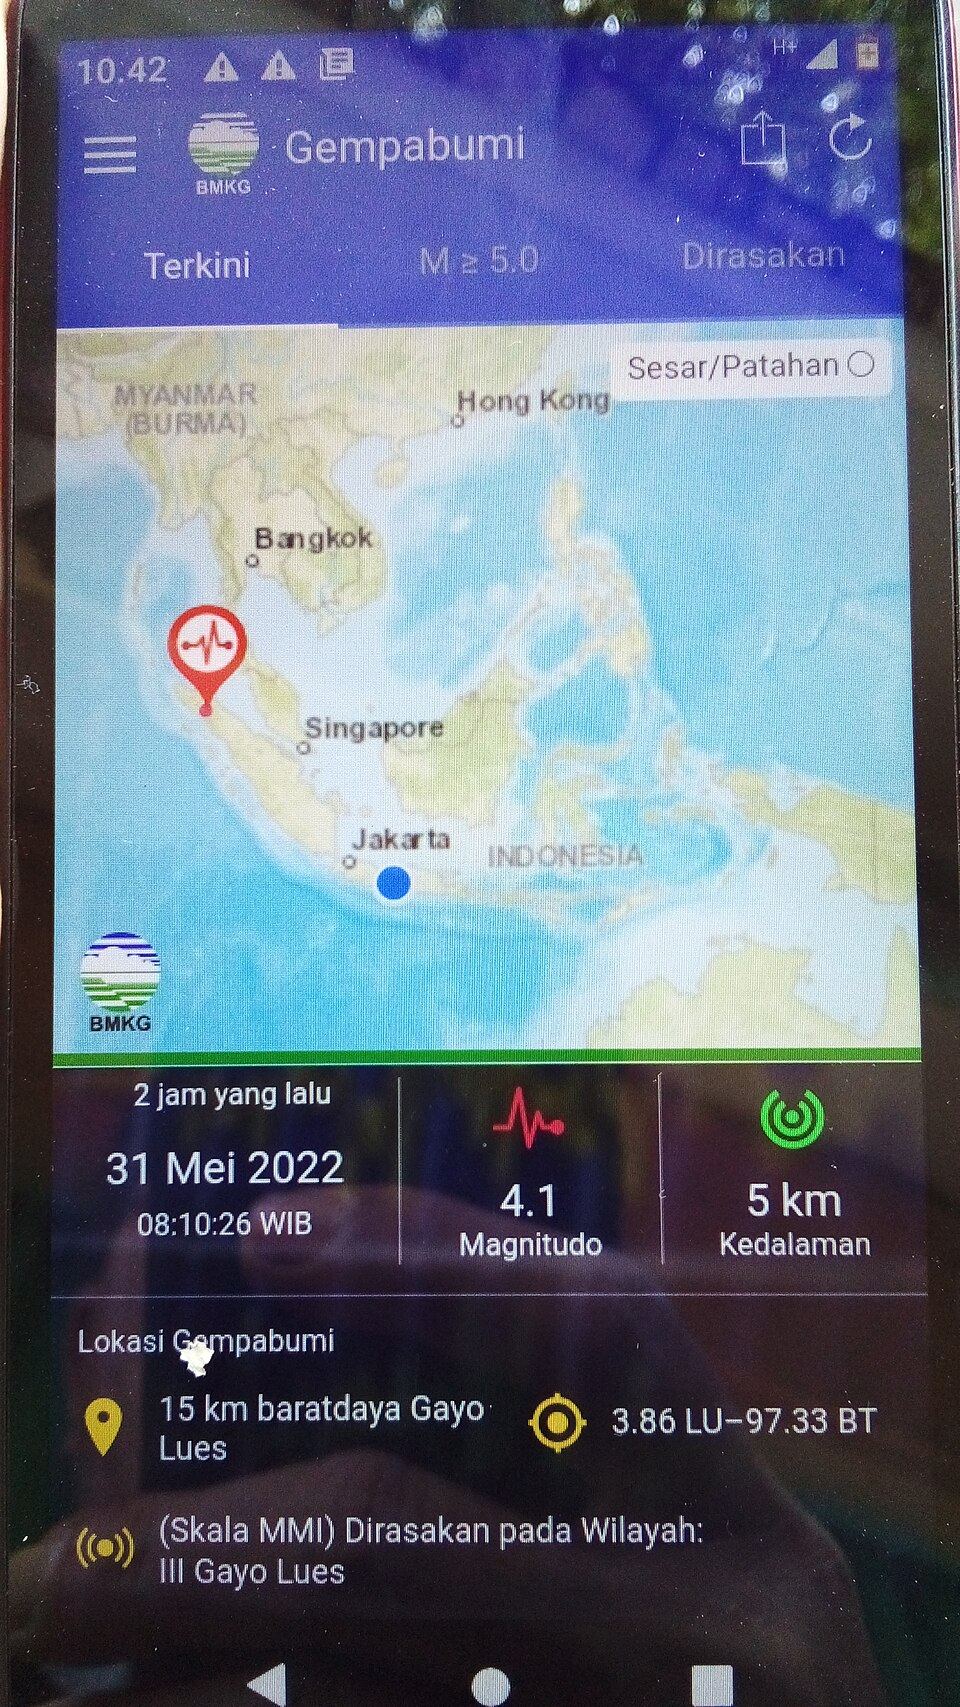 10.42
H+
BMKG
Gempabumi
Terkini
M ≥ 5.0
Dirasakan
Sesar/Patahan
MYANMAR
(BURMA)
Hong Kong
Bangkok
Singapore
Jakarta
INDONESIA
BMKG
2 jam yang lalu
31 Mei 2022
08:10:26 WIB
4.1
Magnitudo
5 km
Kedalaman
Lokasi Gempabumi
15 km baratdaya Gayo
Lues
3.86 LU–97.33 BT
(Skala MMI) Dirasakan pada Wilayah:
III Gayo Lues